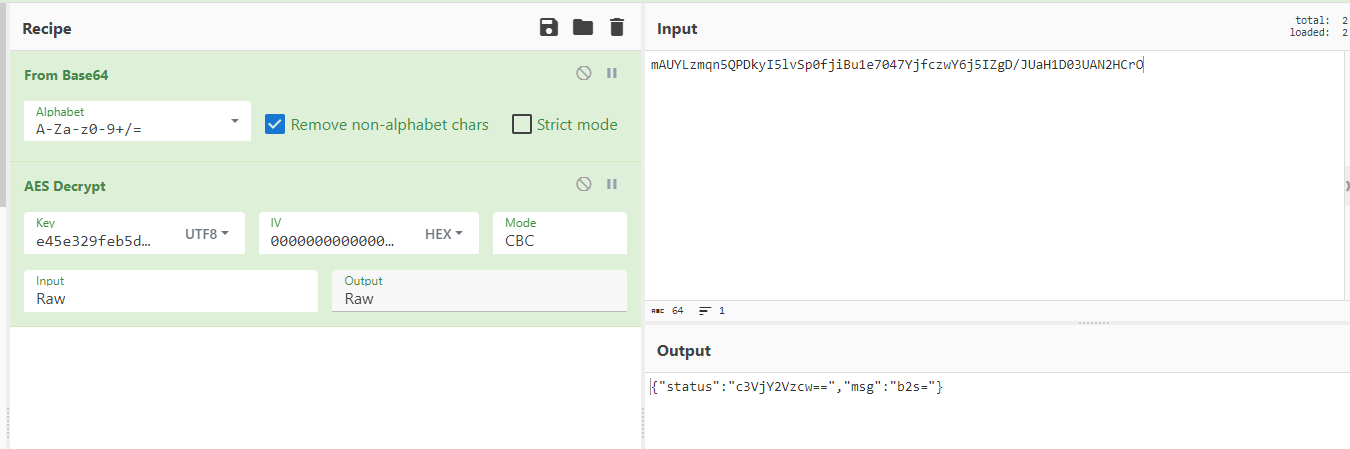 Recipe
From Base64
Alphabet
A-Za-z0-9+/=
Remove non-alphabet chars
Strict mode
AES Decrypt
Key
e45e329feb5d…
UTF8
IV
0000000000000…
HEX
Mode
CBC
Input
Raw
Output
Raw
Input
total: 2
loaded: 2
mAUYLzmqn5QPDkyI5lvSp0fjiBu1e7047YjfczwY6j5IZgD/JUaH1D03UAN2HCrO
ABC 64 1
Output
{"status":"c3VjY2Vzcw==","msg":"b2s="}